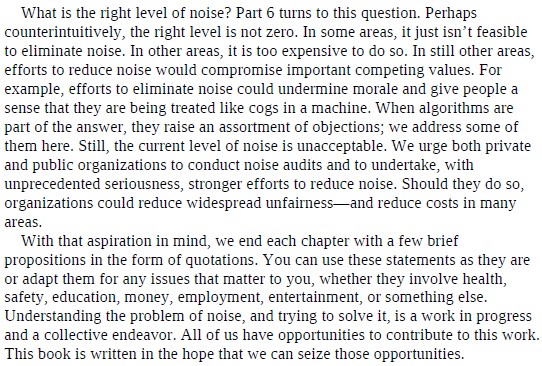 What is the right level of noise? Part 6 turns to this question. Perhaps
counterintuitively, the right level is not zero. In some areas, it just isn’t feasible
to eliminate noise. In other areas, it is too expensive to do so. In still other areas,
efforts to reduce noise would compromise important competing values. For
example, efforts to eliminate noise could undermine morale and give people a
sense that they are being treated like cogs in a machine. When algorithms are
part of the answer, they raise an assortment of objections; we address some of
them here. Still, the current level of noise is unacceptable. We urge both private
and public organizations to conduct noise audits and to undertake, with
unprecedented seriousness, stronger efforts to reduce noise. Should they do so,
organizations could reduce widespread unfairness—and reduce costs in many
areas.
With that aspiration in mind, we end each chapter with a few brief
propositions in the form of quotations. You can use these statements as they are
or adapt them for any issues that matter to you, whether they involve health,
safety, education, money, employment, entertainment, or something else.
Understanding the problem of noise, and trying to solve it, is a work in progress
and a collective endeavor. All of us have opportunities to contribute to this work.
This book is written in the hope that we can seize those opportunities.